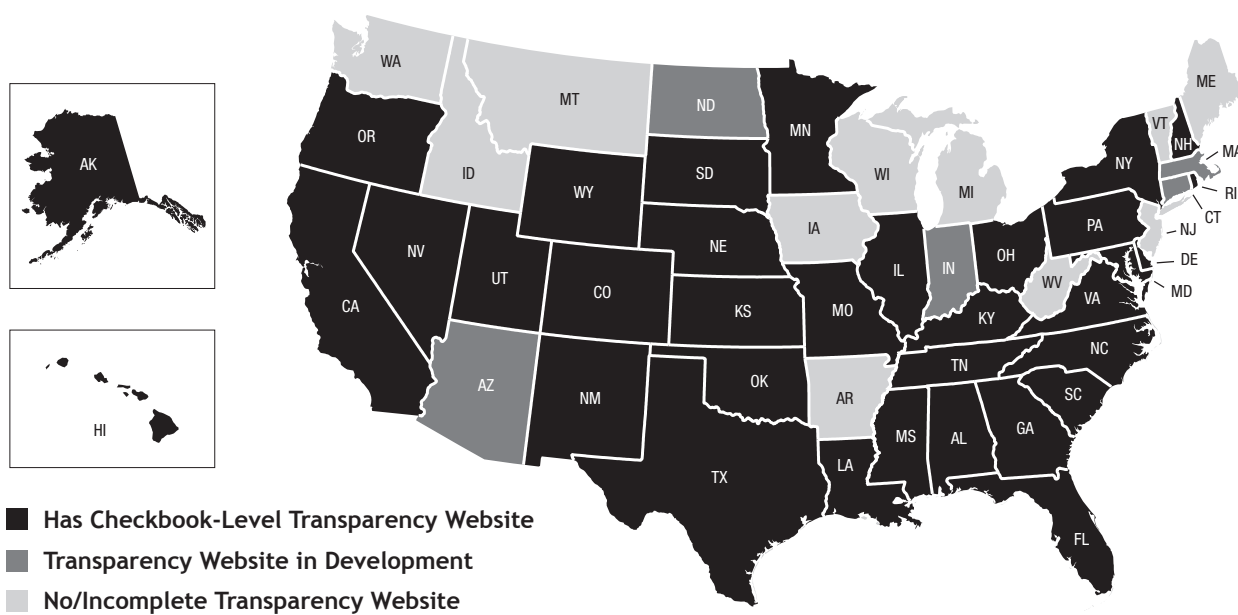 WA
MT
ND
MN
ME
VT
NH
MA
OR
ID
WY
SD
WI
MI
NY
RI
CT
AK
NV
UT
CO
NE
IA
IL
IN
OH
PA
NJ
DE
MD
CA
KS
MO
KY
WV
VA
AZ
NM
OK
AR
TN
NC
SC
HI
TX
LA
MS
AL
GA
FL
Has Checkbook-Level Transparency Website
Transparency Website in Development
No/Incomplete Transparency Website